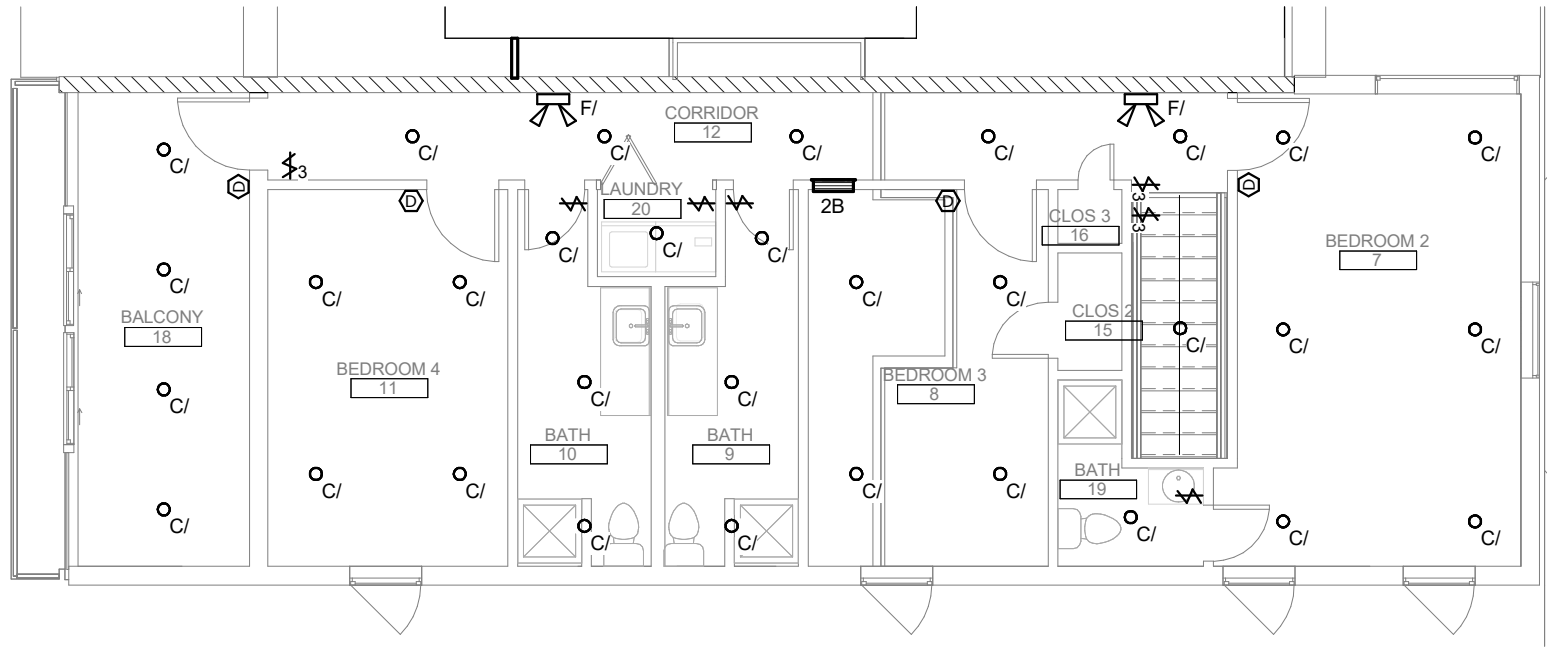 F/
F/
CORRIDOR
12
C/
C/
C/
C/
C/
C/
C/
C/
3
D
D
LAUNDRY
20
C/
2B
D
3
3
D
CLOS 3
16
BEDROOM 2
7
C/
C/
C/
C/
C/
C/
C/
BALCONY
18
CLOS 2
15
C/
C/
C/
BEDROOM 4
11
BEDROOM 3
8
C/
C/
C/
BATH
10
BATH
9
BATH
19
C/
C/
C/
C/
C/
C/
C/
C/
C/
C/